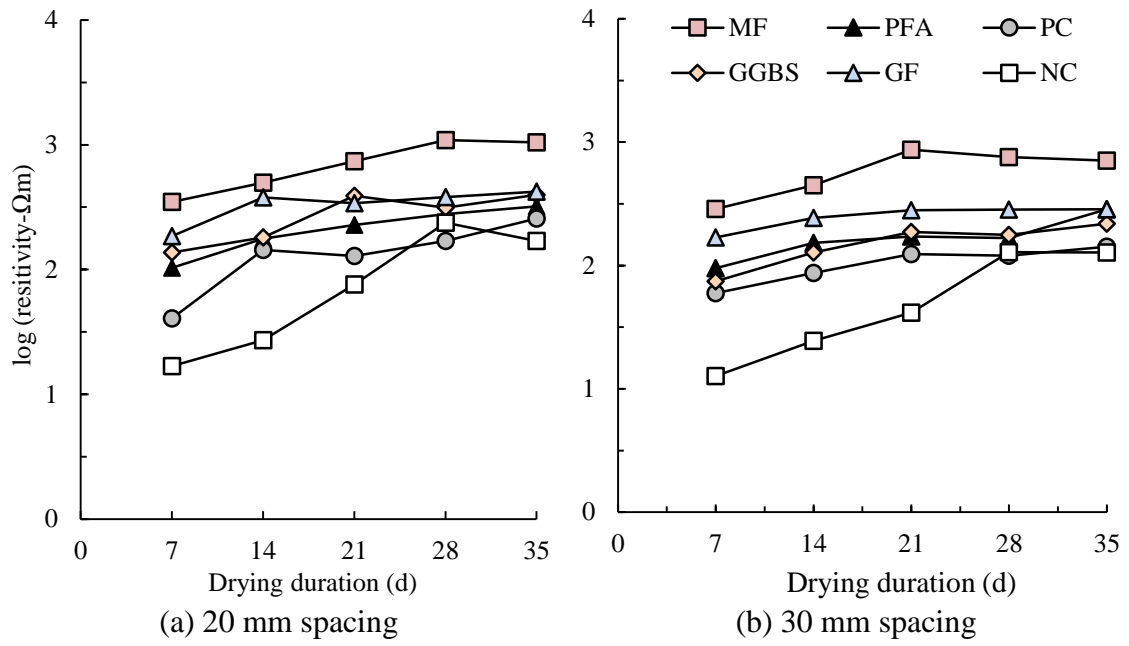 4
3
2
1
0
log (resitivity-Ωm)
0 7 14 21 28 35
Drying duration (d)
(a) 20 mm spacing
4
3
2
1
0
MF PFA PC
GGBS GF NC
0 7 14 21 28 35
Drying duration (d)
(b) 30 mm spacing